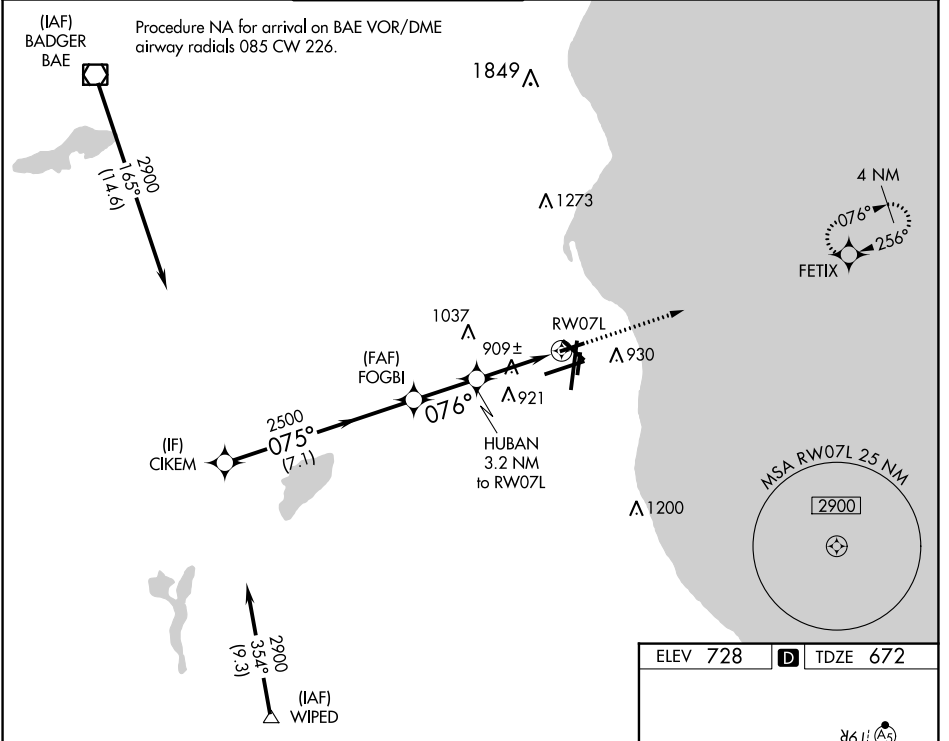 (IAF)
BADGER
BAE
Procedure NA for arrival on BAE VOR/DME
airway radials 085 CW 226.
1849
2900
165°
(14.6)
1273
4 NM
076°
256°
FETIX
1037
RW07L
909±
930
(FAF)
FOGBI
921
076°
2500
075°
(7.1)
(IF)
CIKEM
HUBAN
3.2 NM
to RW07L
MSA RW07L 25 NM
2900
1200
2900
354°
(9.3)
(IAF)
WIPED
ELEV 728 D TDZE 672
19R
A5